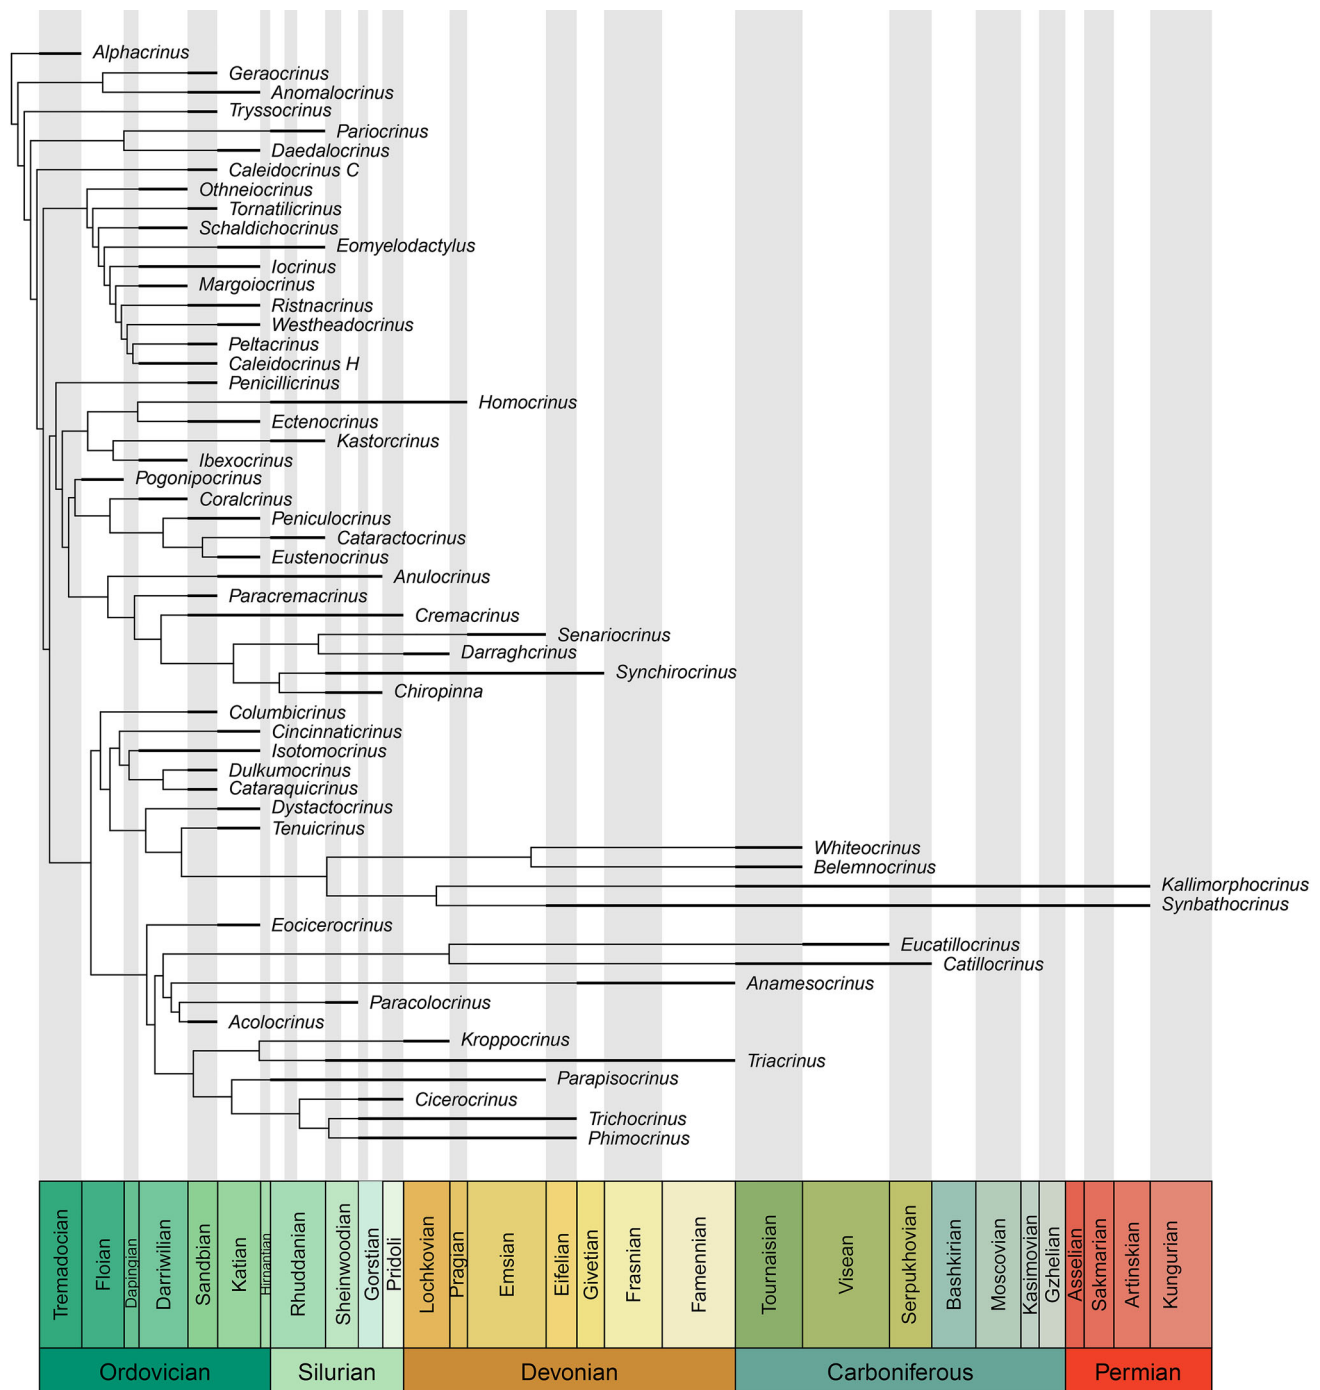 Alphacrinus
Geraocrinus
Anomalocrinus
Tryssocrinus
Pariocrinus
Daedalocrinus
Caleidocrinus C
Othneiocrinus
Tornatilicrinus
Schaldichocrinus
Eomyelodactylus
Iocrinus
Margoiocrinus
Ristnacrinus
Westheadocrinus
Peltacrinus
Caleidocrinus H
Penicillicrinus
Homocrinus
Ectenocrinus
Kastorcrinus
Ibexocrinus
Pogonipocrinus
Coralcrinus
Peniculocrinus
Cataractocrinus
Eustenocrinus
Anulocrinus
Paracremacrinus
Cremacrinus
Senariocrinus
Darraghcrinus
Synchirocrinus
Chiropinna
Columbicrinus
Cincinnaticrinus
Isotomocrinus
Dulkumocrinus
Cataraquicrinus
Dystactocrinus
Tenuicrinus
Whiteocrinus
Belemnocrinus
Kallimorphocrinus
Synbathocrinus
Eocicerocrinus
Eucatillocrinus
Catillocrinus
Anamesocrinus
Paracolocrinus
Acolocrinus
Kroppocrinus
Triacrinus
Parapisocrinus
Cicerocrinus
Trichocrinus
Phimocrinus
Tremadocian
Floian
Dapingian
Darriwilian
Sandbian
Katian
Hirnantian
Rhuddanian
Sheinwoodian
Gorstian
Pridoli
Lochkovian
Pragian
Emsian
Eifelian
Givetian
Frasnian
Famennian
Tournaisian
Visean
Serpukhovian
Bashkirian
Moscovian
Kasimovian
Gzhelian
Asselian
Sakmarian
Artinskian
Kungurian
Ordovician
Silurian
Devonian
Carboniferous
Permian